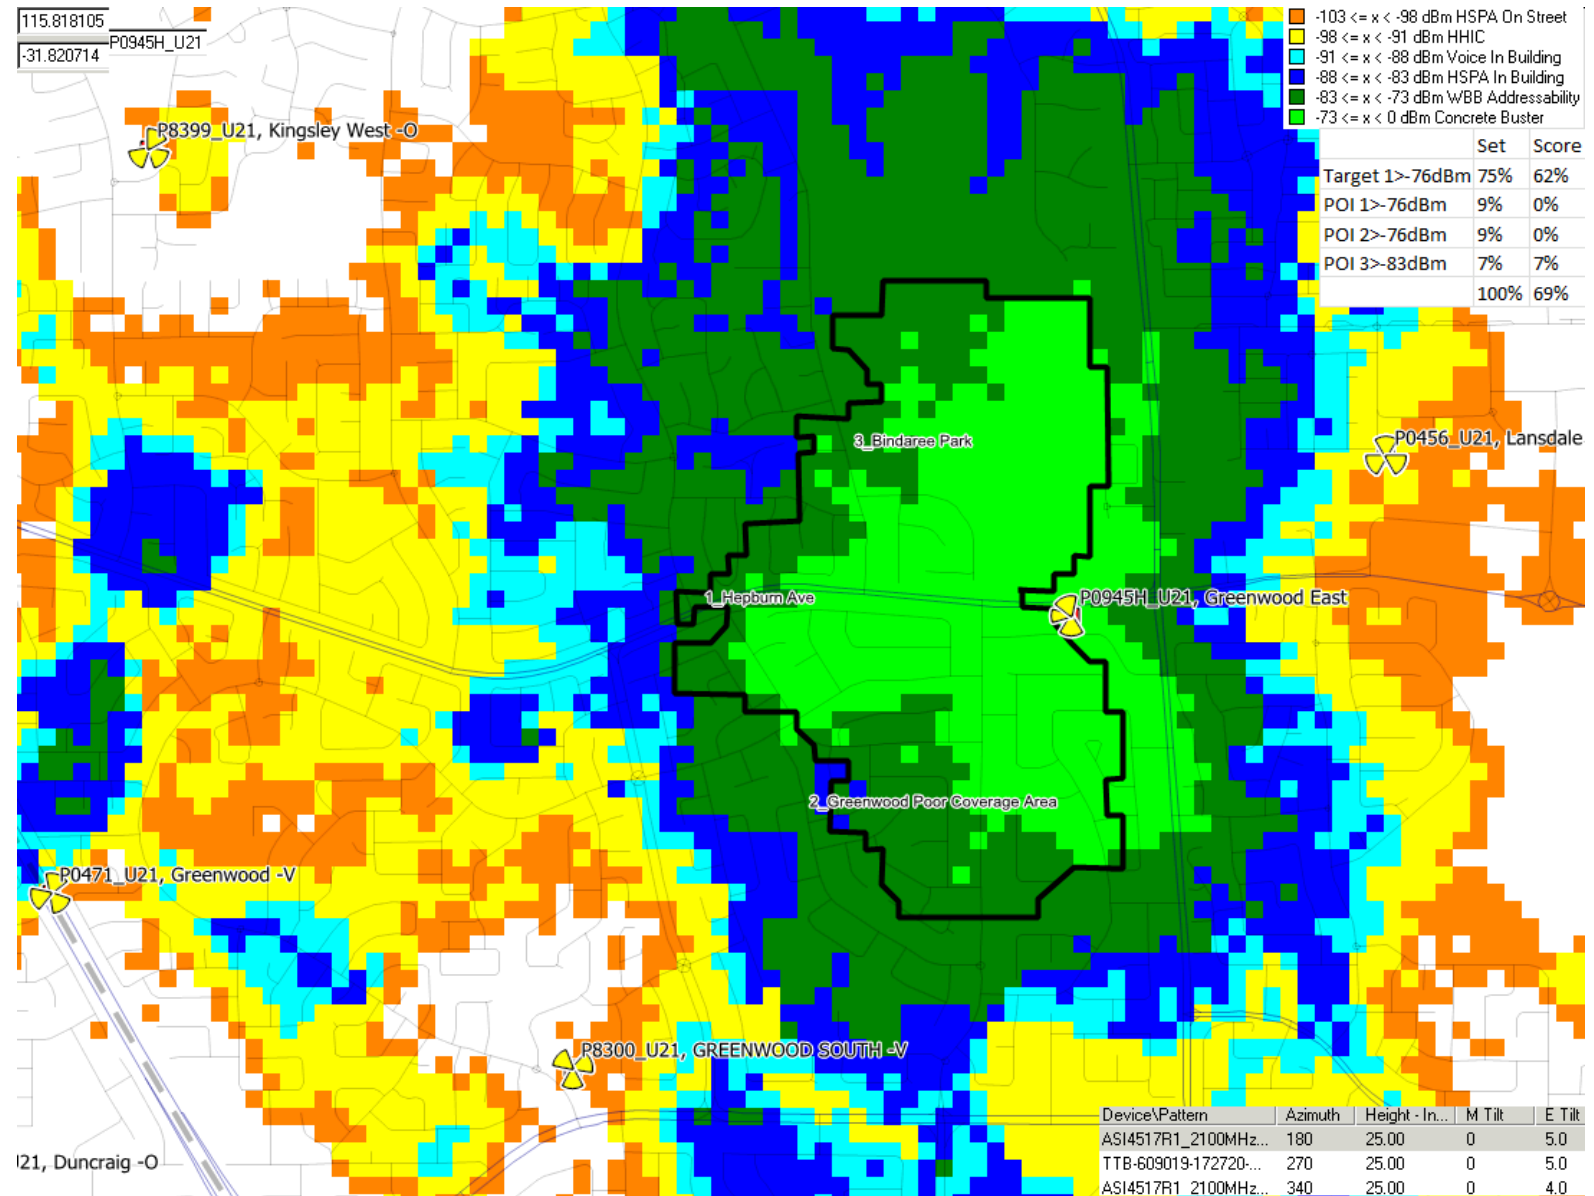 115.818105
-31.820714
P0945H_U21
-103 <= x < -98 dBm HSPA On Street
-98 <= x < -91 dBm HHIC
-91 <= x < -88 dBm Voice In Building
-88 <= x < -83 dBm HSPA In Building
-83 <= x < -73 dBm WBB Addressability
-73 <= x < 0 dBm Concrete Buster
Set Score
Target 1>-76dBm 75% 62%
POI 1>-76dBm 9% 0%
POI 2>-76dBm 9% 0%
POI 3>-83dBm 7% 7%
100% 69%
P8399_U21, Kingsley West -O
3_Bindaree Park
P0456_U21, Lansdale
1_Hepburn Ave
P0945H_U21, Greenwood East
2_Greenwood Poor Coverage Area
P0471_U21, Greenwood -V
P8300_U21, GREENWOOD SOUTH -V
21, Duncraig -O
Device\Pattern Azimuth Height - In... M Tilt E Tilt
ASI4517R1_2100MHz... 180 25.00 0 5.0
TTB-609019-172720-... 270 25.00 0 5.0
ASI4517R1_2100MHz... 340 25.00 0 4.0